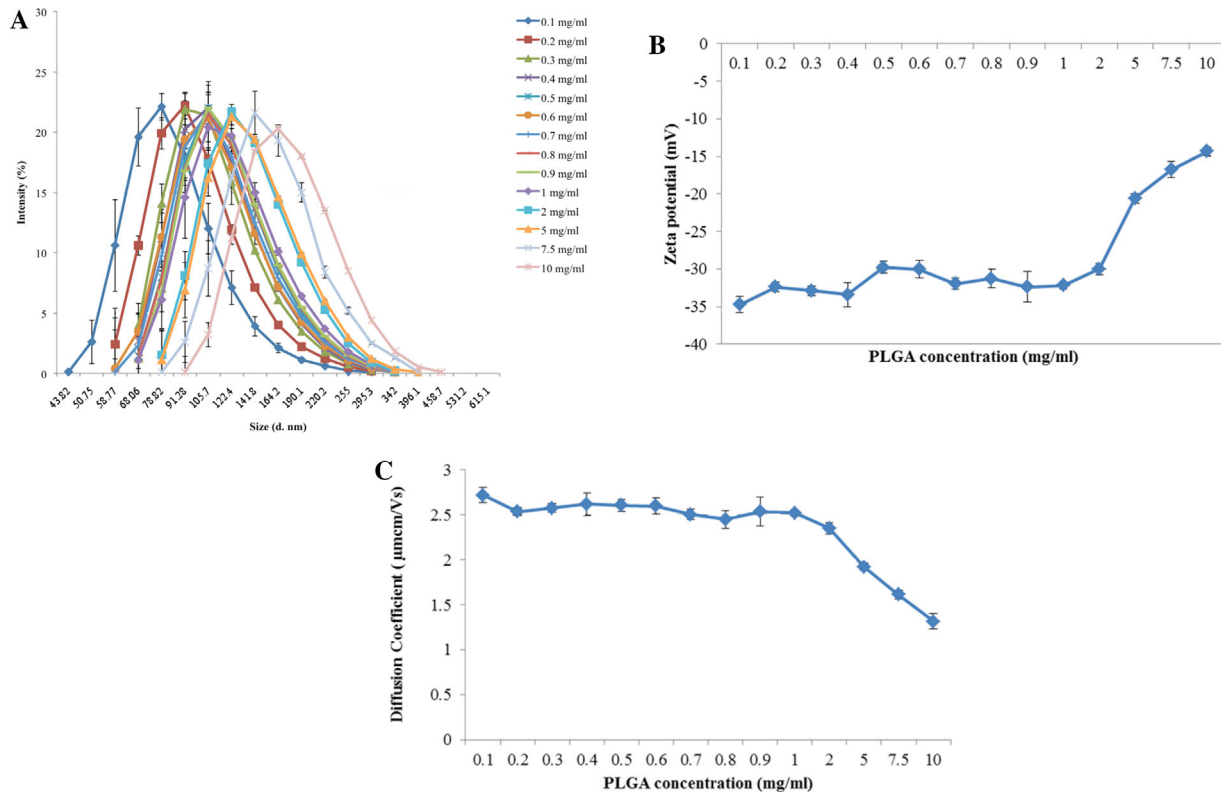 A
30
25
20
15
10
5
0
Intensity (%)
43.82 50.75 58.77 68.06 78.82 91.28 105.7 122.4 141.8 164.2 190.1 220.2 255 295.3 342 396.1 458.7 531.2 615.1
Size (d. nm)
0.1 mg/ml
0.2 mg/ml
0.3 mg/ml
0.4 mg/ml
0.5 mg/ml
0.6 mg/ml
0.7 mg/ml
0.8 mg/ml
0.9 mg/ml
1 mg/ml
2 mg/ml
5 mg/ml
7.5 mg/ml
10 mg/ml
B
0
0.1 0.2 0.3 0.4 0.5 0.6 0.7 0.8 0.9 1 2 5 7.5 10
-5
-10
-15
-20
-25
-30
-35
-40
Zeta potential (mV)
PLGA concentration (mg/ml)
C
3
2.5
2
1.5
1
0.5
0
Diffusion Coefficient ( µmcm/Vs)
0.1 0.2 0.3 0.4 0.5 0.6 0.7 0.8 0.9 1 2 5 7.5 10
PLGA concentration (mg/ml)